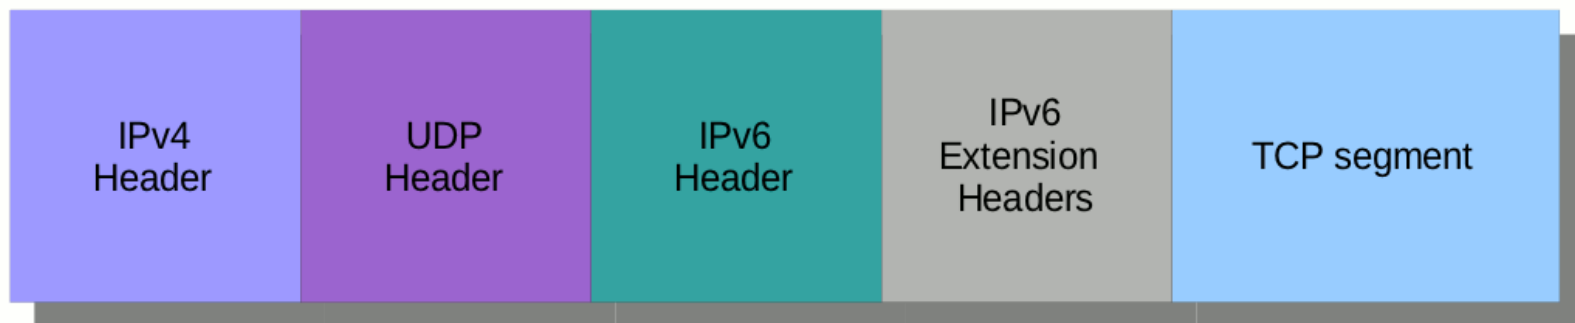 IPv4
Header
UDP
Header
IPv6
Header
IPv6
Extension
Headers
TCP segment